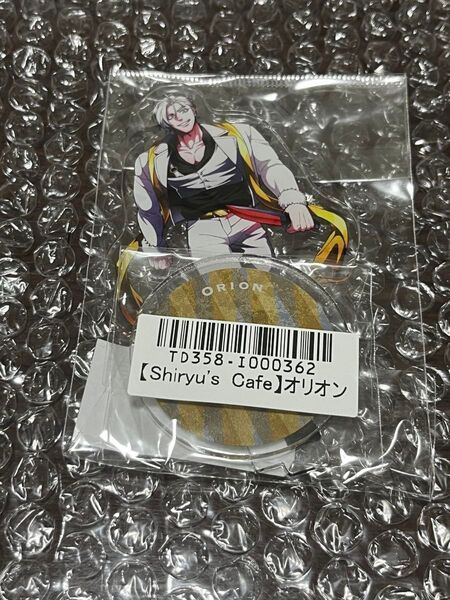 ORION
TD358-I000362
【Shiryu's Cafe】オリオン